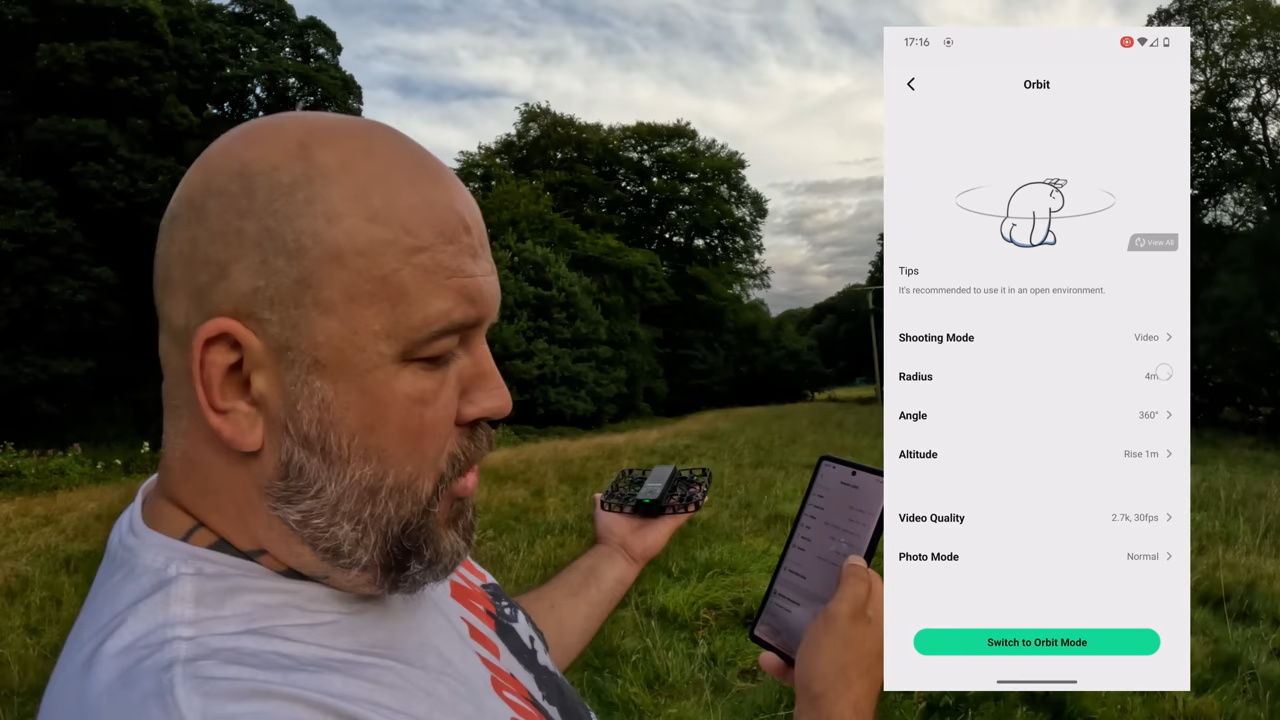 17:16
Orbit
View All
Tips
It's recommended to use it in an open environment.
Shooting Mode Video
Radius 4m
Angle 360°
Altitude Rise 1m
Video Quality 2.7k, 30fps
Photo Mode Normal
Switch to Orbit Mode